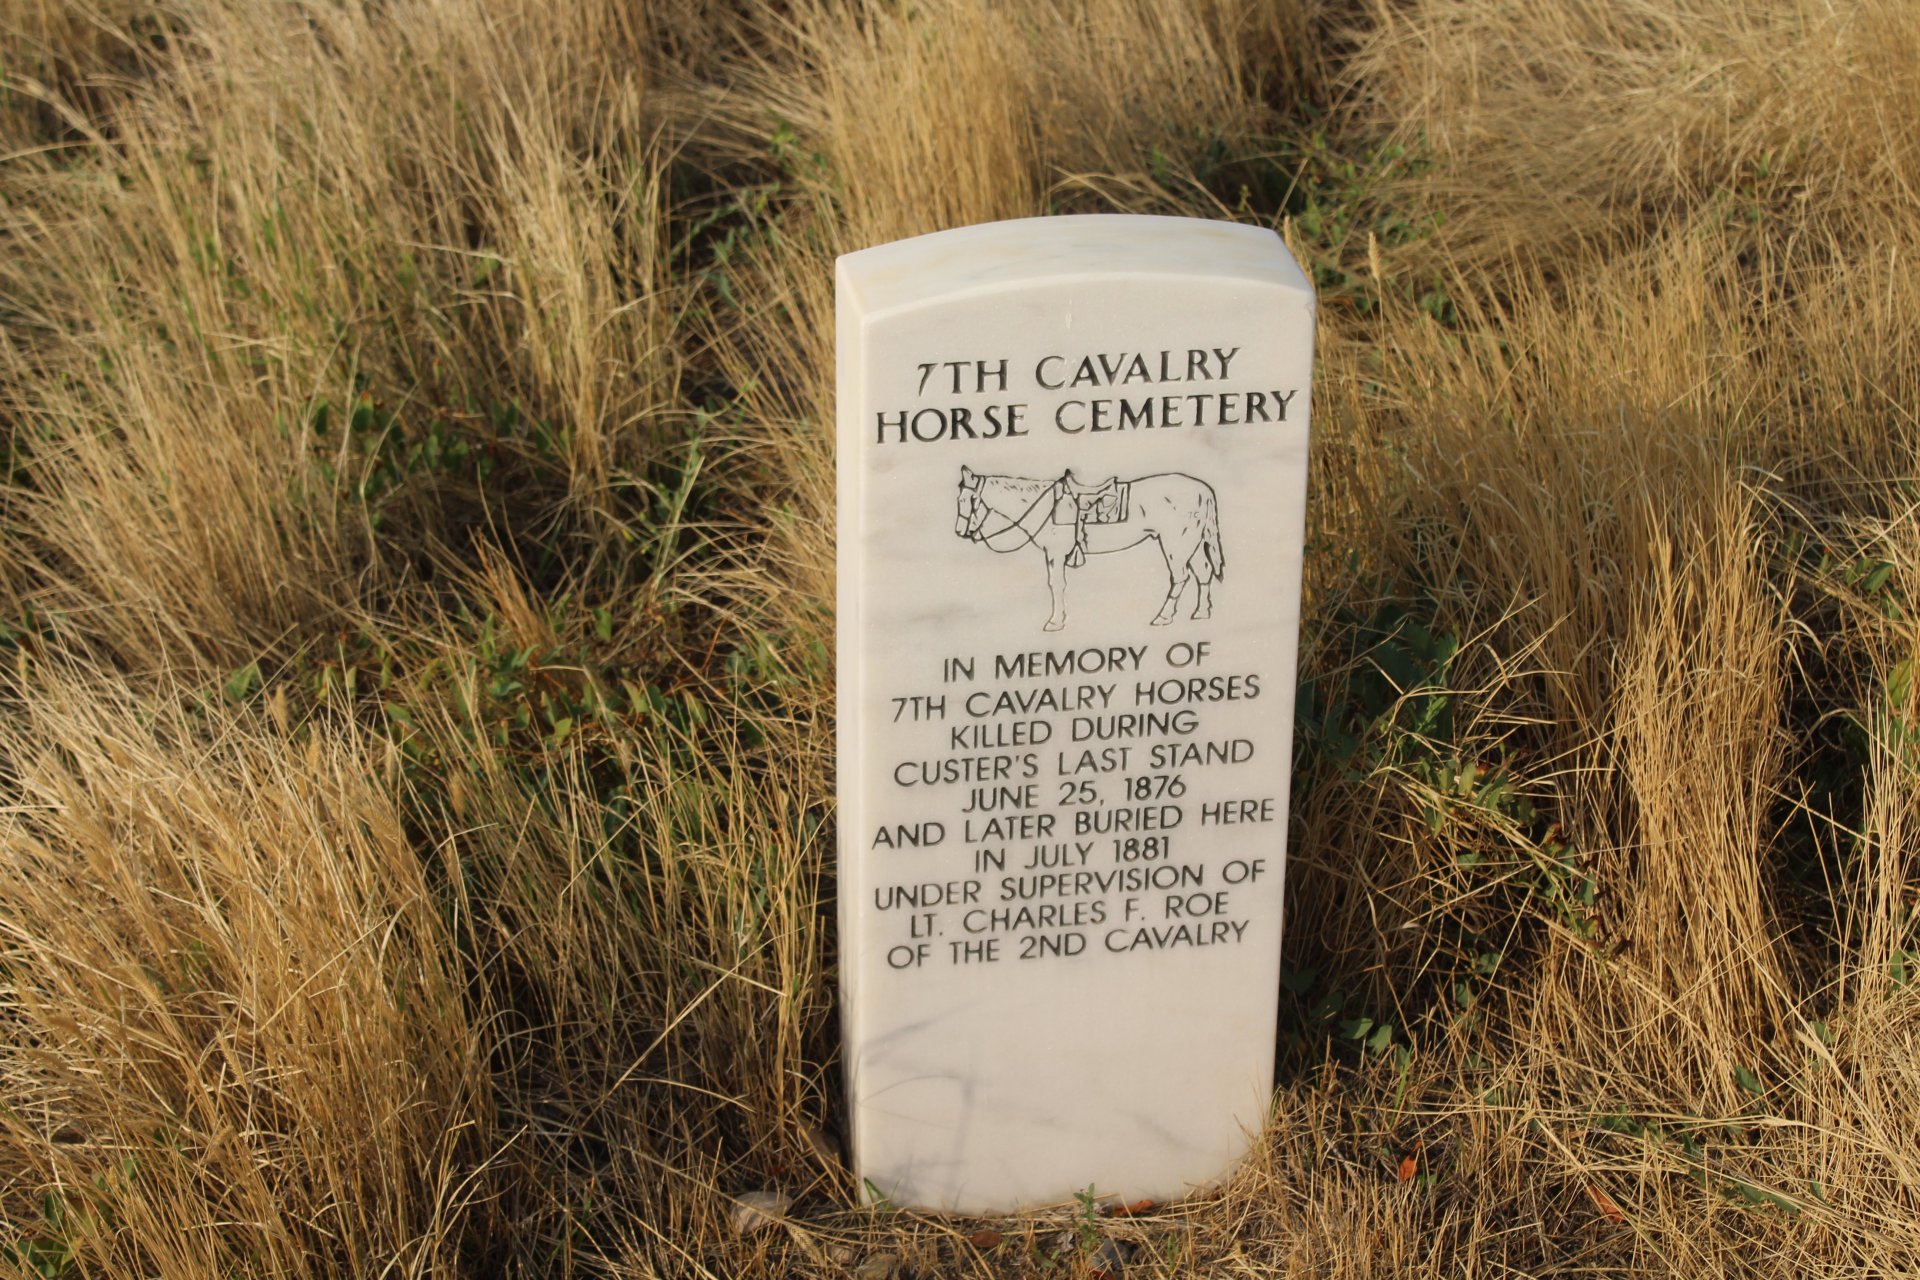 7TH CAVALRY
HORSE CEMETERY
IN MEMORY OF
7TH CAVALRY HORSES
KILLED DURING
CUSTER'S LAST STAND
JUNE 25, 1876
AND LATER BURIED HERE
IN JULY 1881
UNDER SUPERVISION OF
LT. CHARLES F. ROE
OF THE 2ND CAVALRY